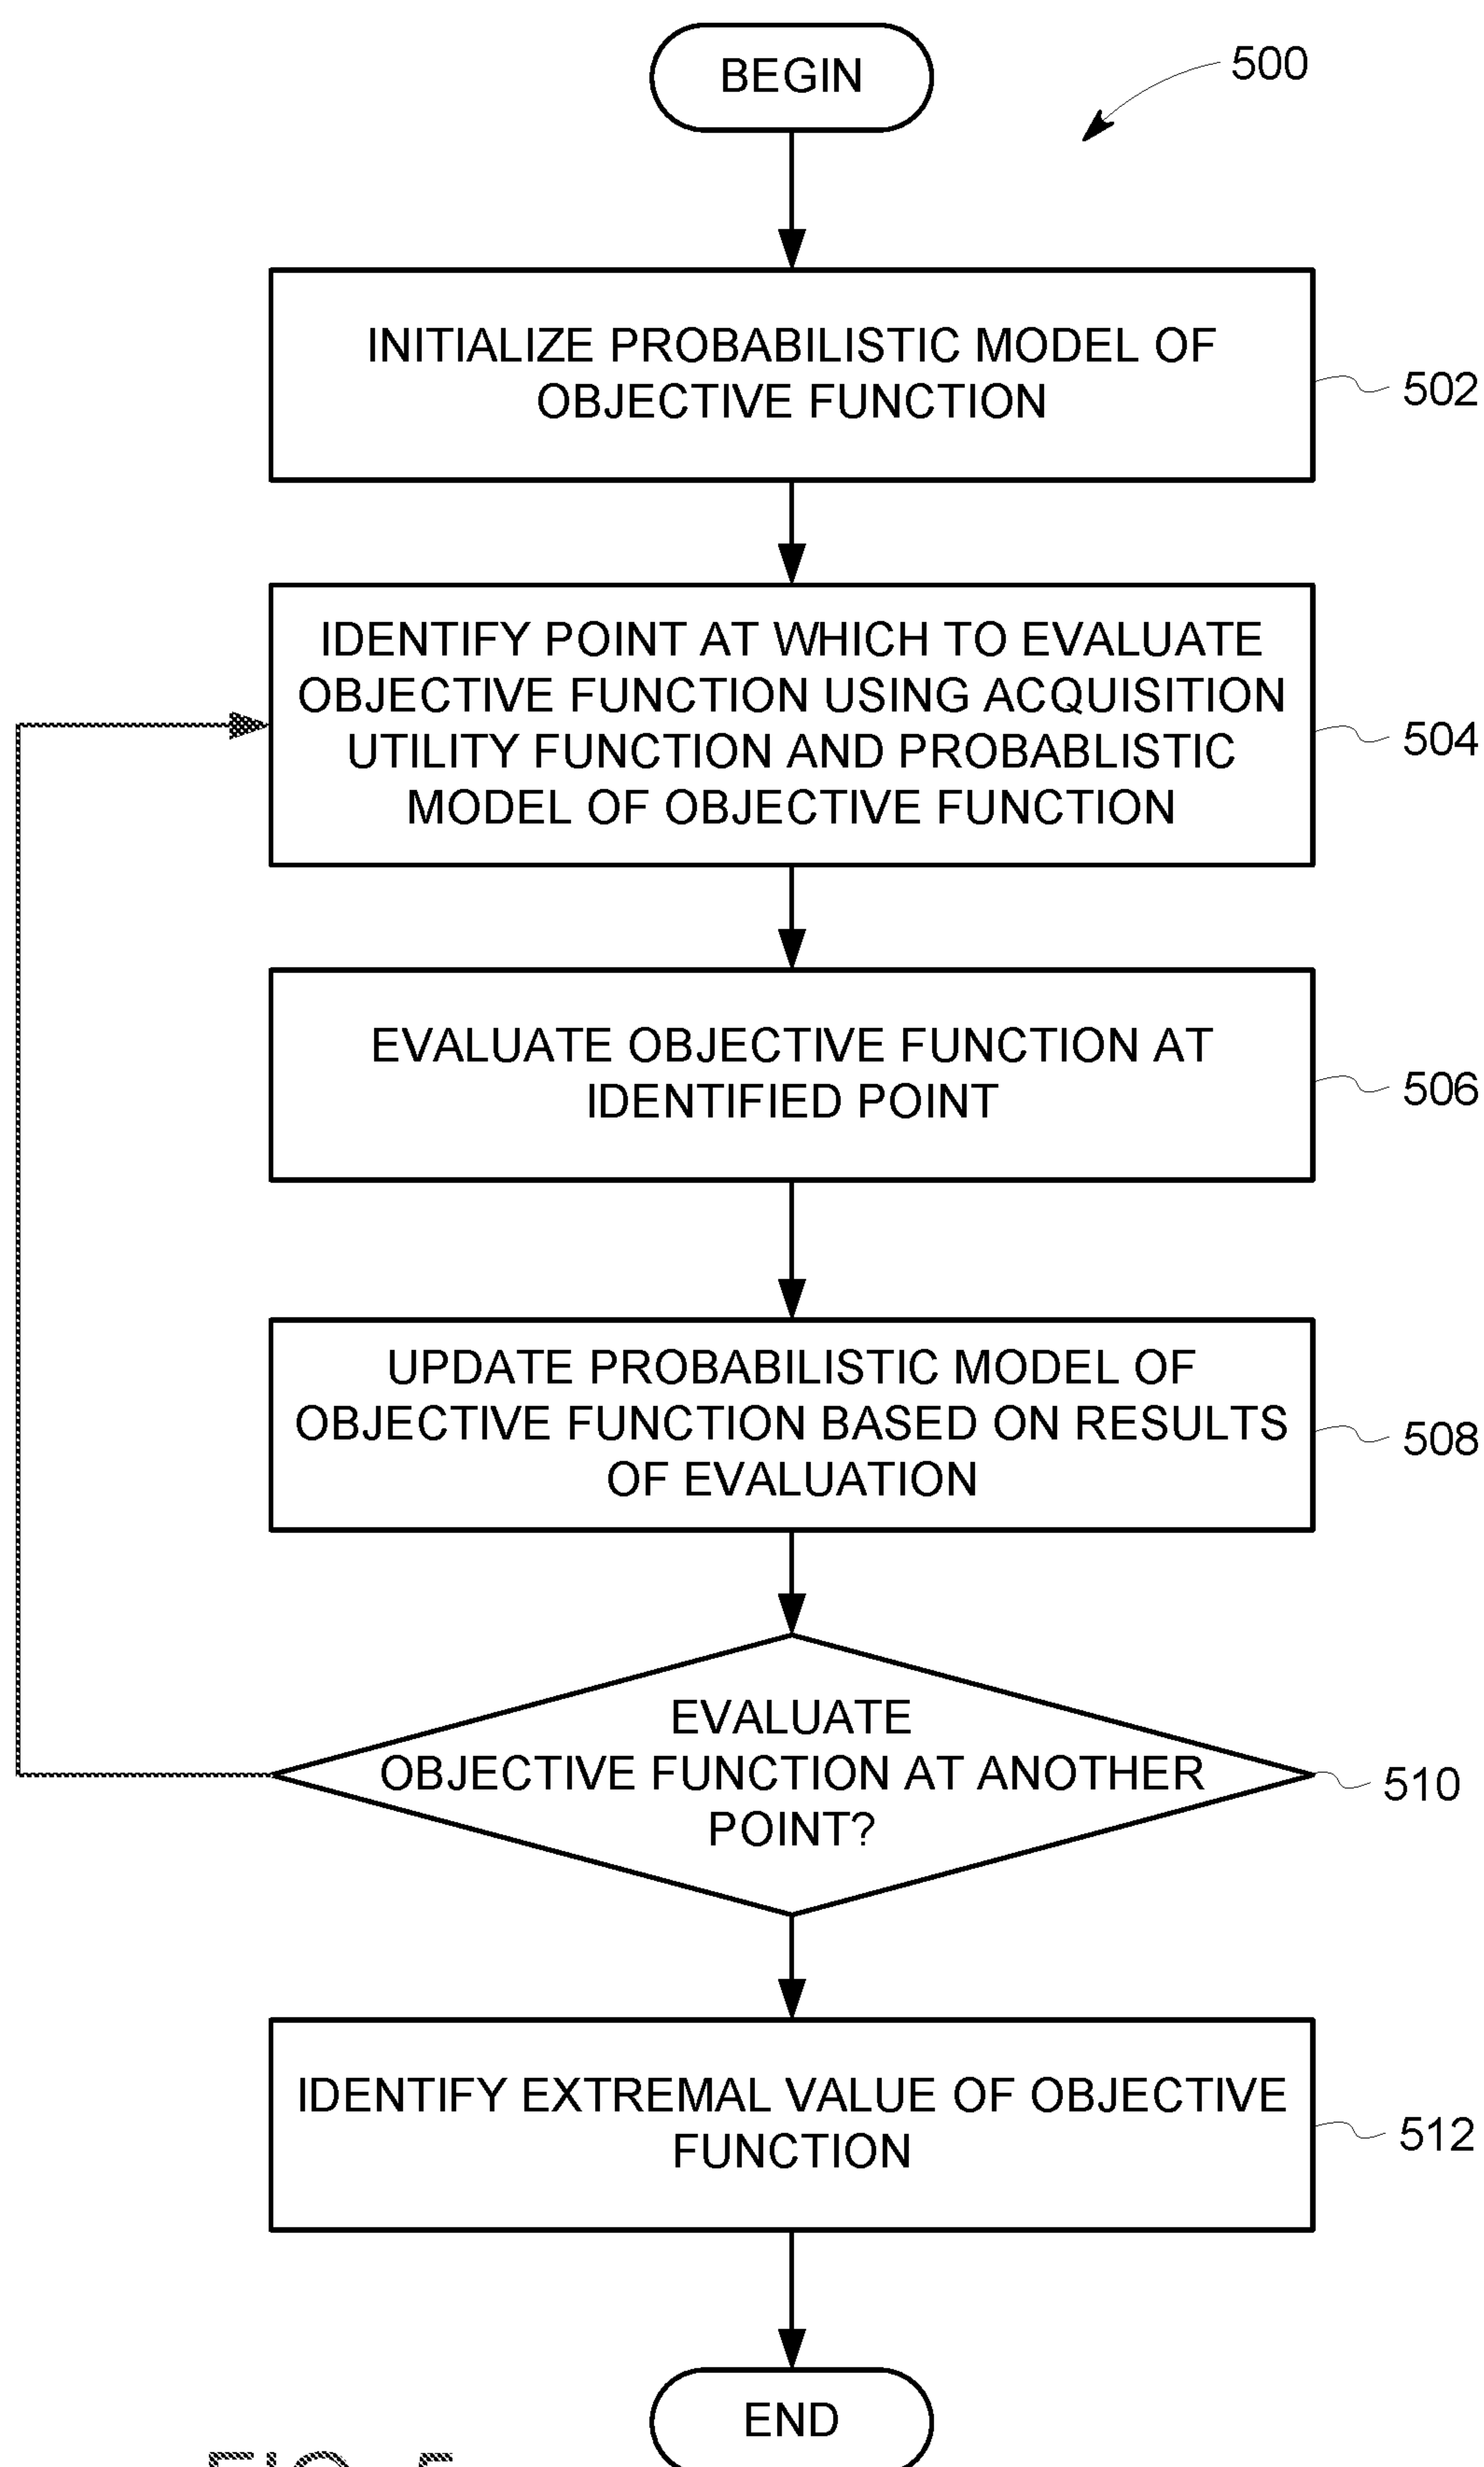 BEGIN
500
INITIALIZE PROBABILISTIC MODEL OF
OBJECTIVE FUNCTION
502
IDENTIFY POINT AT WHICH TO EVALUATE
OBJECTIVE FUNCTION USING ACQUISITION
UTILITY FUNCTION AND PROBABLISTIC
MODEL OF OBJECTIVE FUNCTION
504
EVALUATE OBJECTIVE FUNCTION AT
IDENTIFIED POINT
506
UPDATE PROBABILISTIC MODEL OF
OBJECTIVE FUNCTION BASED ON RESULTS
OF EVALUATION
508
EVALUATE
OBJECTIVE FUNCTION AT ANOTHER
POINT?
510
IDENTIFY EXTREMAL VALUE OF OBJECTIVE
FUNCTION
512
END